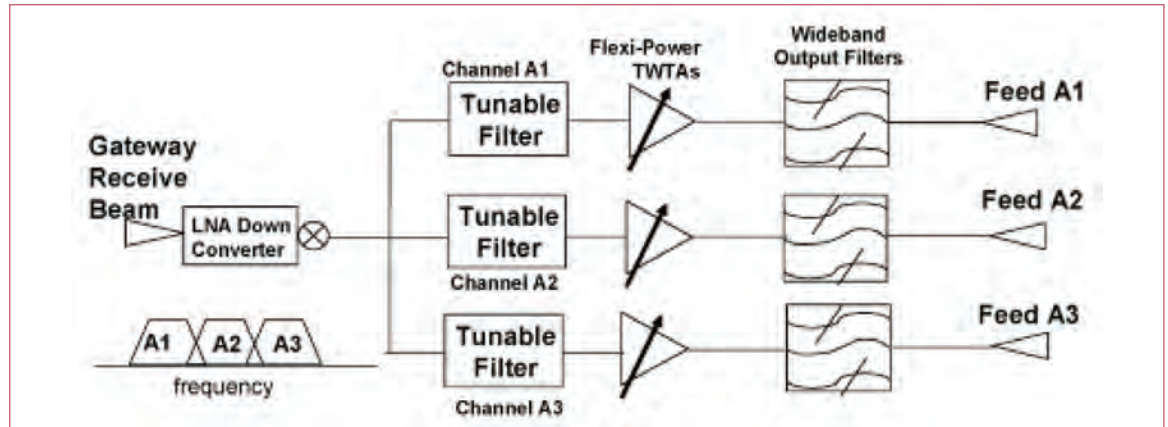 Flexi-Power
TWTAs
Wideband
Output Filters
Channel A1
Tunable
Filter
Feed A1
Gateway
Receive
Beam
LNA Down
Converter
Tunable
Filter
Channel A2
Feed A2
A1 A2 A3
frequency
Tunable
Filter
Channel A3
Feed A3